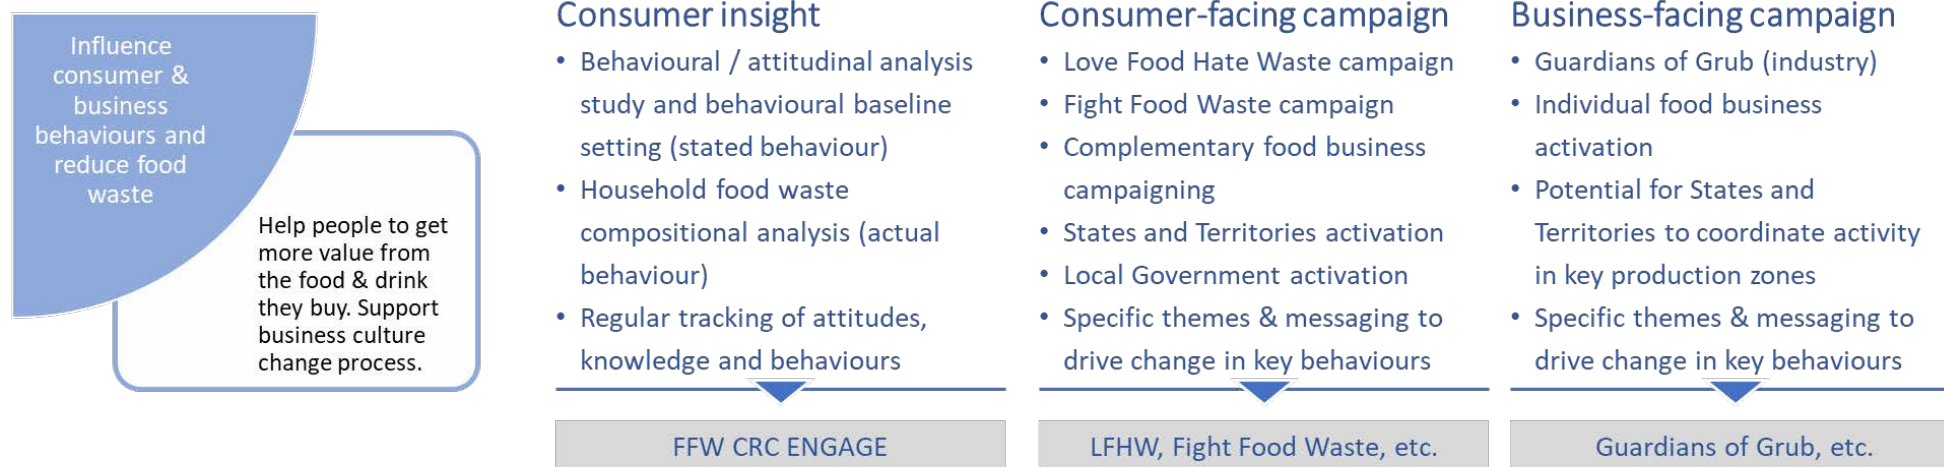 Influence
consumer &
business
behaviours and
reduce food
waste
Help people to get
more value from
the food & drink
they buy. Support
business culture
change process.
Consumer insight
• Behavioural / attitudinal analysis
study and behavioural baseline
setting (stated behaviour)
• Household food waste
compositional analysis (actual
behaviour)
• Regular tracking of attitudes,
knowledge and behaviours
FFW CRC ENGAGE
Consumer-facing campaign
• Love Food Hate Waste campaign
• Fight Food Waste campaign
• Complementary food business
campaigning
• States and Territories activation
• Local Government activation
• Specific themes & messaging to
drive change in key behaviours
LFHW, Fight Food Waste, etc.
Business-facing campaign
• Guardians of Grub (industry)
• Individual food business
activation
• Potential for States and
Territories to coordinate activity
in key production zones
• Specific themes & messaging to
drive change in key behaviours
Guardians of Grub, etc.